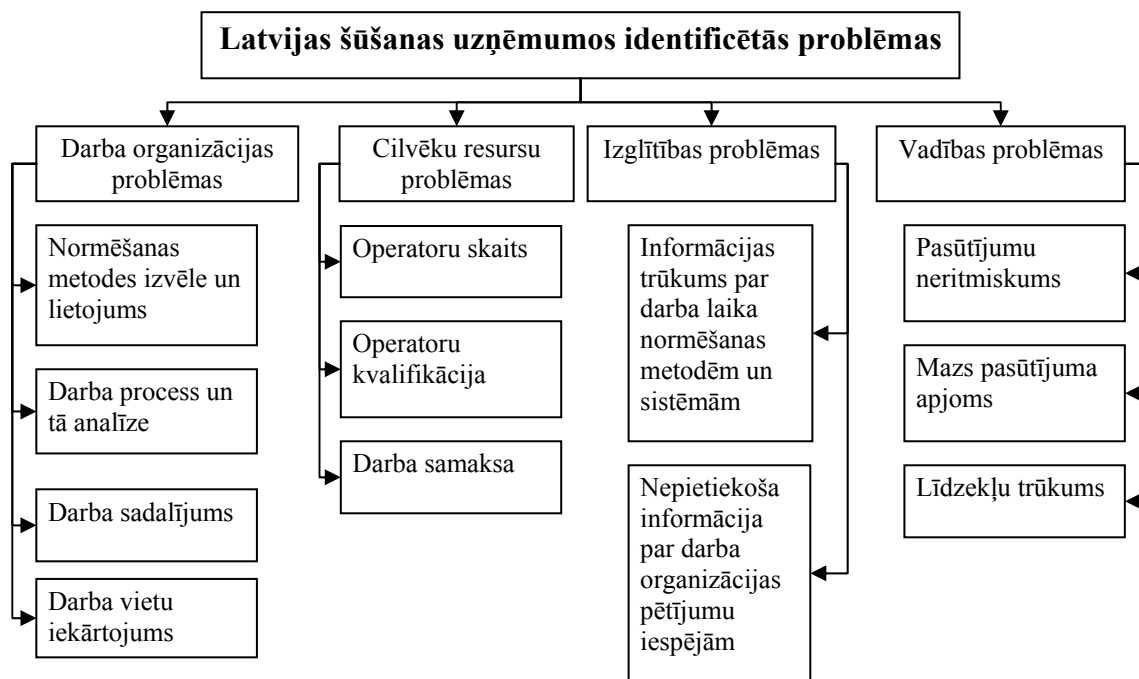 Latvijas šūšanas uzņēmumos identificētās problēmas
Darba organizācijas
problēmas
Normēšanas
metodes izvēle un
lietojums
Darba process un
tā analīze
Darba sadalījums
Darba vietu
iekārtojums
Cilvēku resursu
problēmas
Operatoru skaits
Operatoru
kvalifikācija
Darba samaksa
Izglītības problēmas
Informācijas
trūkums par
darba laika
normēšanas
metodēm un
sistēmām
Nepietiekoša
informācija
par darba
organizācijas
pētījumu
iespējām
Vadības problēmas
Pasūtījumu
neritmiskums
Mazs pasūtījuma
apjoms
Līdzekļu trūkums